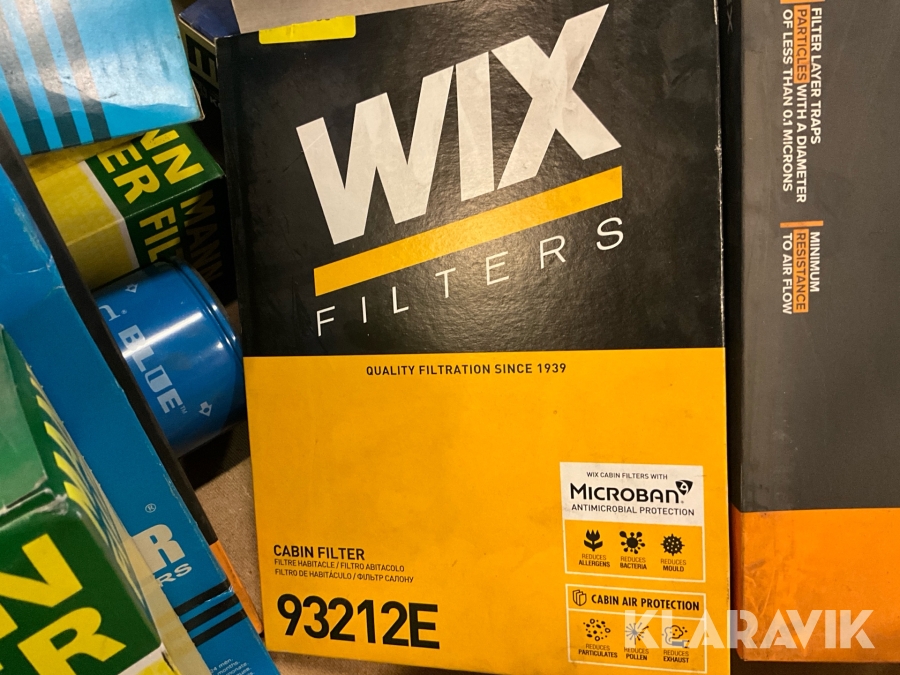 WIX
FILTERS
QUALITY FILTRATION SINCE 1939
WIX CABIN FILTERS WITH
MICROBAN
ANTIMICROBIAL PROTECTION
REDUCES
ALLERGENS
REDUCES
BACTERIA
REDUCES
MOULD
CABIN FILTER
FILTRE HABITACLE / FILTRO ABITACOLO
FILTRO DE HABITÁCULO / ФІЛЬТР САЛОНУ
93212E
CABIN AIR PROTECTION
REDUCES
PARTICULATES
REDUCES
POLLEN
REDUCES
EXHAUST
FILTER LAYER TRAPS
PARTICLES WITH A DIAMETER
OF LESS THAN 0.1 MICRONS
MINIMUM
RESISTANCE
TO AIR FLOW
MANN
BLUE™
KLARAVIK